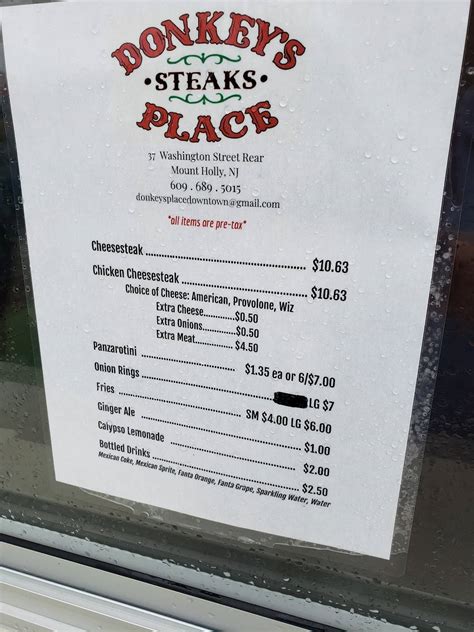 DONKEY'S
• STEAKS •
PLACE
37 Washington Street Rear
Mount Holly, NJ
609 . 689 . 5015
donkeysplacedowntown@gmail.com
*all items are pre-tax*
Cheesesteak ........ $10.63
Chicken Cheesesteak ........ $10.63
Choice of Cheese: American, Provolone, Wiz
Extra Cheese........$0.50
Extra Onions........$0.50
Extra Meat........$4.50
Panzarotini ........ $1.35 ea or 6/$7.00
Onion Rings ........ LG $7
Fries ........ SM $4.00 LG $6.00
Ginger Ale ........ $1.00
Calypso Lemonade ........ $2.00
Bottled Drinks ........ $2.50
Mexican Coke, Mexican Sprite, Fanta Orange, Fanta Grape, Sparkling Water, Water